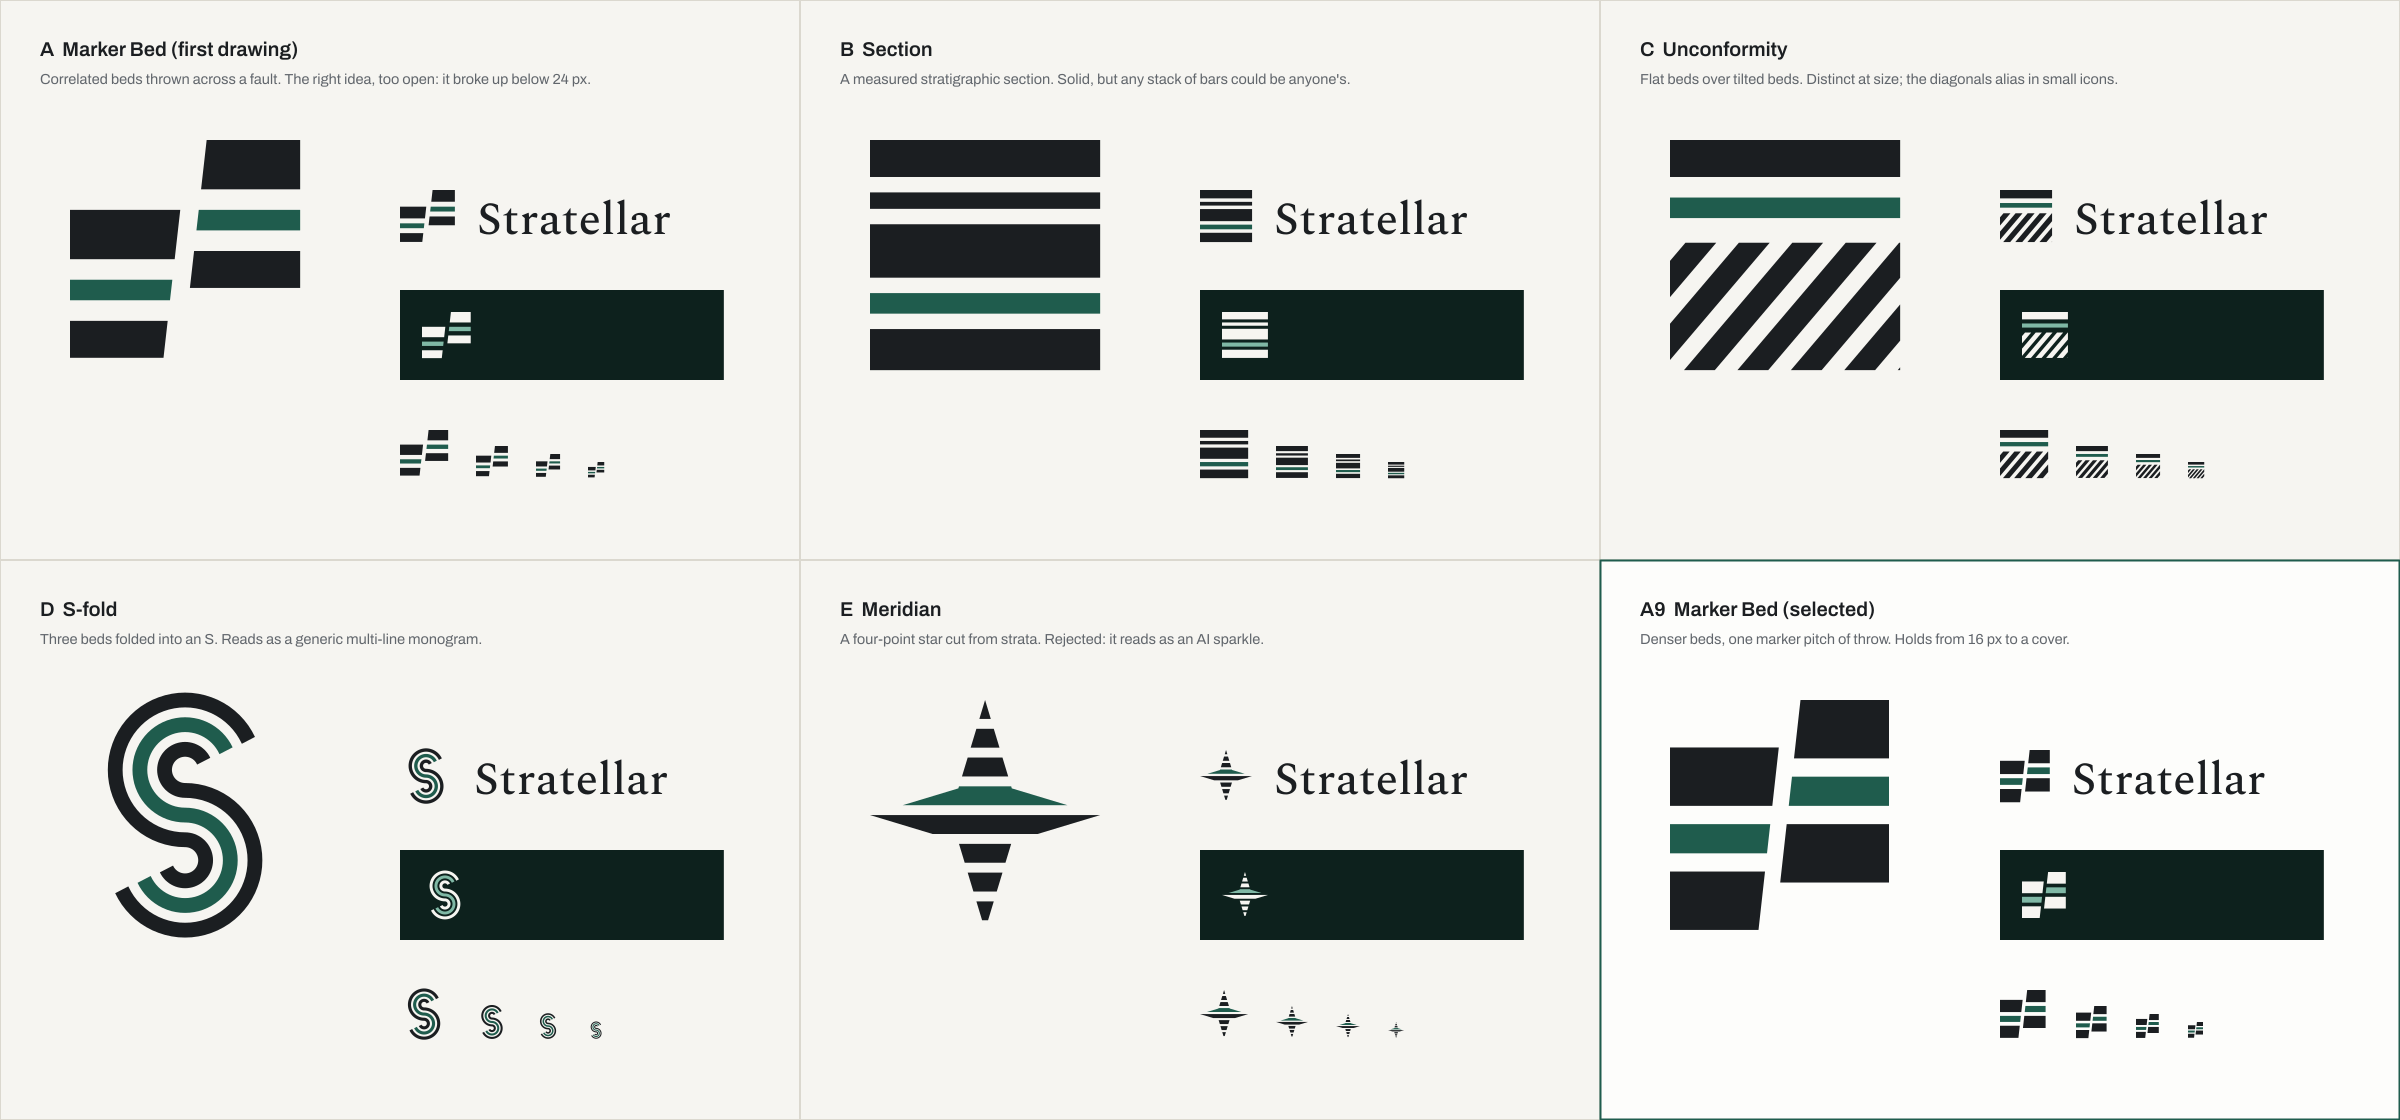 A Marker Bed (first drawing)
Correlated beds thrown across a fault. The right idea, too open: it broke up below 24 px.
Stratellar
B Section
A measured stratigraphic section. Solid, but any stack of bars could be anyone's.
Stratellar
C Unconformity
Flat beds over tilted beds. Distinct at size; the diagonals alias in small icons.
Stratellar
D S-fold
Three beds folded into an S. Reads as a generic multi-line monogram.
Stratellar
E Meridian
A four-point star cut from strata. Rejected: it reads as an AI sparkle.
Stratellar
A9 Marker Bed (selected)
Denser beds, one marker pitch of throw. Holds from 16 px to a cover.
Stratellar